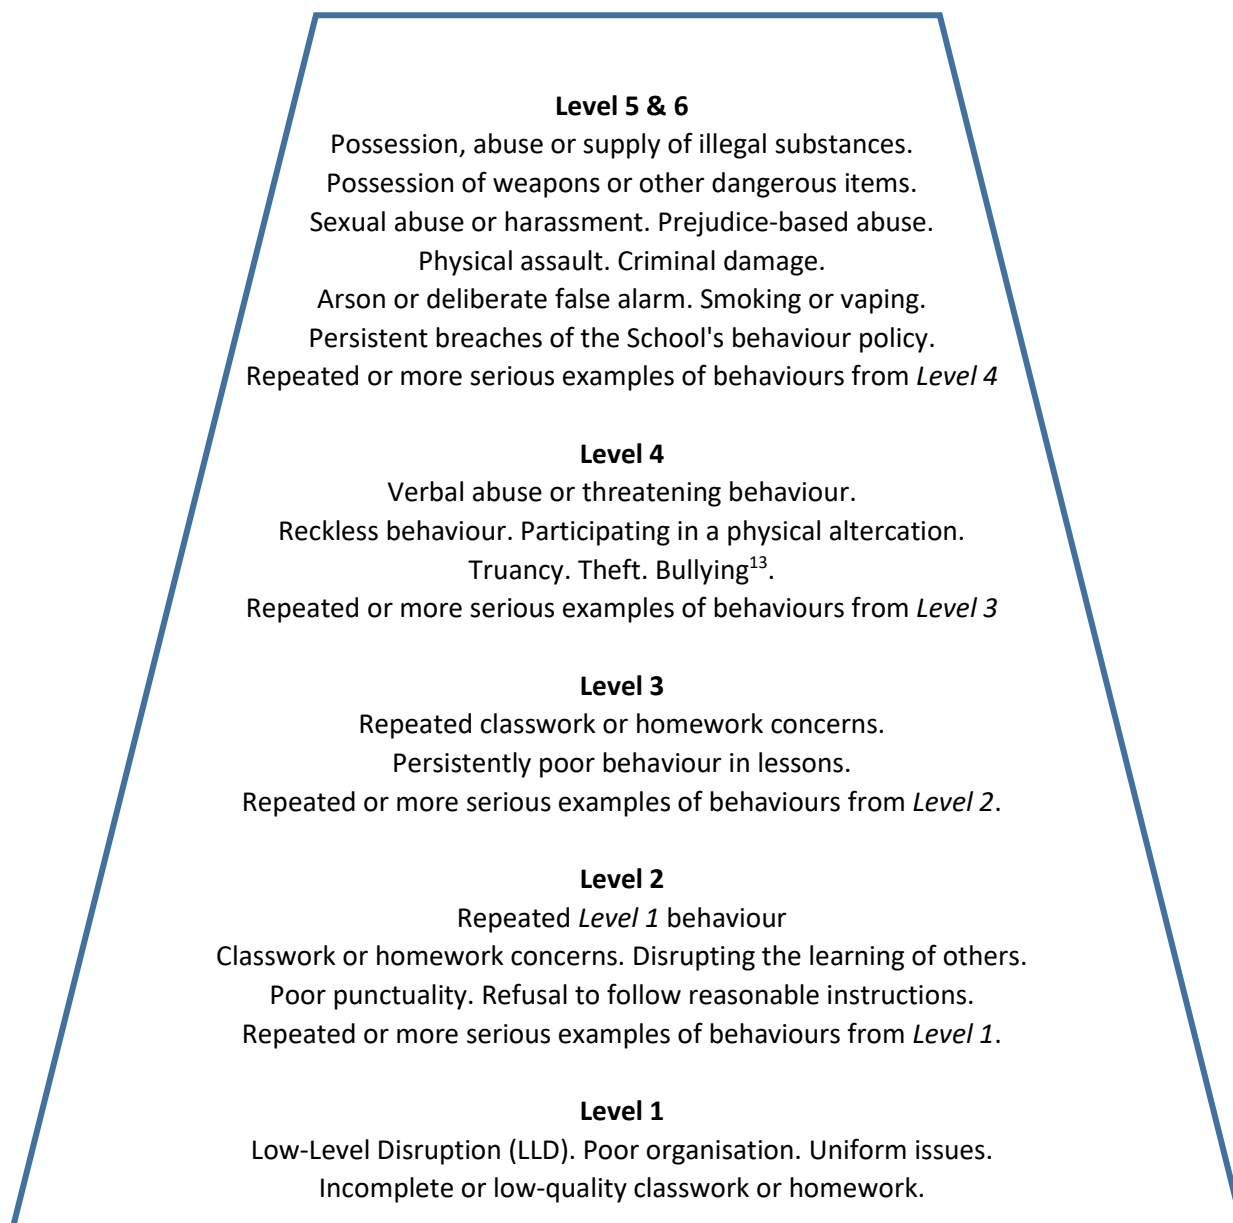 Level 5 & 6
Possession, abuse or supply of illegal substances.
Possession of weapons or other dangerous items.
Sexual abuse or harassment. Prejudice-based abuse.
Physical assault. Criminal damage.
Arson or deliberate false alarm. Smoking or vaping.
Persistent breaches of the School's behaviour policy.
Repeated or more serious examples of behaviours from Level 4
Level 4
Verbal abuse or threatening behaviour.
Reckless behaviour. Participating in a physical altercation.
Truancy. Theft. Bullying¹³.
Repeated or more serious examples of behaviours from Level 3
Level 3
Repeated classwork or homework concerns.
Persistently poor behaviour in lessons.
Repeated or more serious examples of behaviours from Level 2.
Level 2
Repeated Level 1 behaviour
Classwork or homework concerns. Disrupting the learning of others.
Poor punctuality. Refusal to follow reasonable instructions.
Repeated or more serious examples of behaviours from Level 1.
Level 1
Low-Level Disruption (LLD). Poor organisation. Uniform issues.
Incomplete or low-quality classwork or homework.